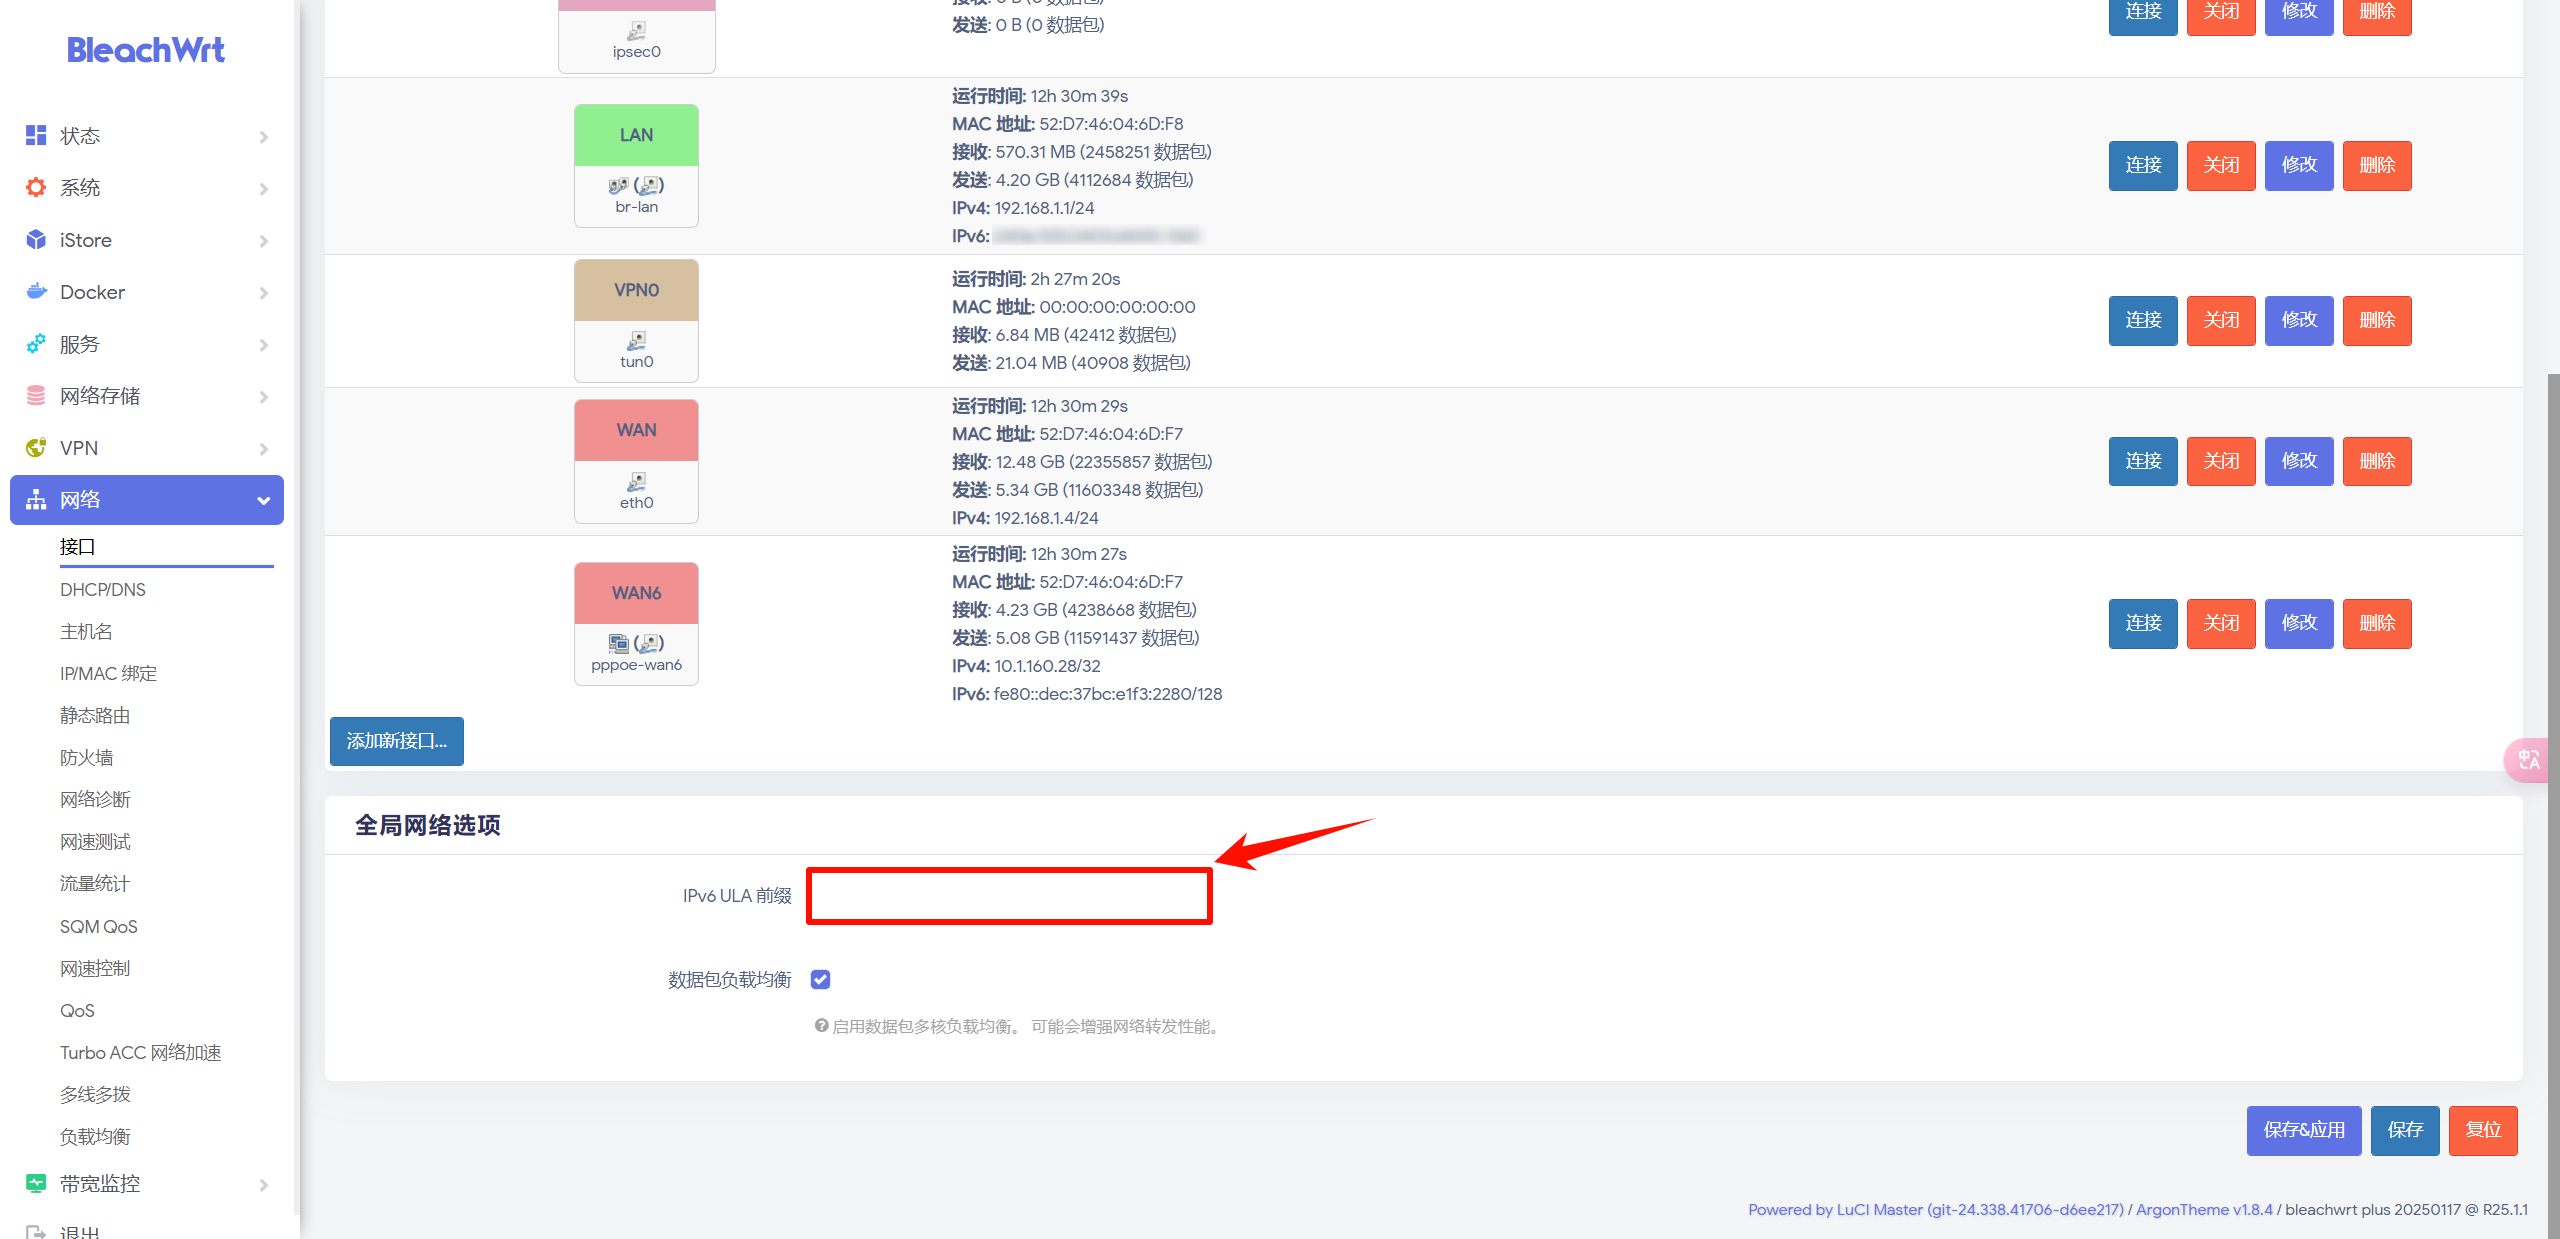 BleachWrt
状态
系统
iStore
Docker
服务
网络存储
VPN
网络
接口
DHCP/DNS
主机名
IP/MAC 绑定
静态路由
防火墙
网络诊断
网速测试
流量统计
SQM QoS
网速控制
QoS
Turbo ACC 网络加速
多线多拨
负载均衡
带宽监控
退出
ipsec0
接收: 0 B (0 数据包)
发送: 0 B (0 数据包)
连接 关闭 修改 删除
LAN
br-lan
运行时间: 12h 30m 39s
MAC 地址: 52:D7:46:04:6D:F8
接收: 570.31 MB (2458251 数据包)
发送: 4.20 GB (4112684 数据包)
IPv4: 192.168.1.1/24
IPv6:
连接 关闭 修改 删除
VPN0
tun0
运行时间: 2h 27m 20s
MAC 地址: 00:00:00:00:00:00
接收: 6.84 MB (42412 数据包)
发送: 21.04 MB (40908 数据包)
连接 关闭 修改 删除
WAN
eth0
运行时间: 12h 30m 29s
MAC 地址: 52:D7:46:04:6D:F7
接收: 12.48 GB (22355857 数据包)
发送: 5.34 GB (11603348 数据包)
IPv4: 192.168.1.4/24
连接 关闭 修改 删除
WAN6
pppoe-wan6
运行时间: 12h 30m 27s
MAC 地址: 52:D7:46:04:6D:F7
接收: 4.23 GB (4238668 数据包)
发送: 5.08 GB (11591437 数据包)
IPv4: 10.1.160.28/32
IPv6: fe80::dec:37bc:e1f3:2280/128
连接 关闭 修改 删除
添加新接口...
全局网络选项
IPv6 ULA 前缀
数据包负载均衡
启用数据包多核负载均衡。 可能会增强网络转发性能。
保存&应用 保存 复位
Powered by LuCI Master (git-24.338.41706-d6ee217) / ArgonTheme v1.8.4 / bleachwrt plus 20250117 @ R25.1.1